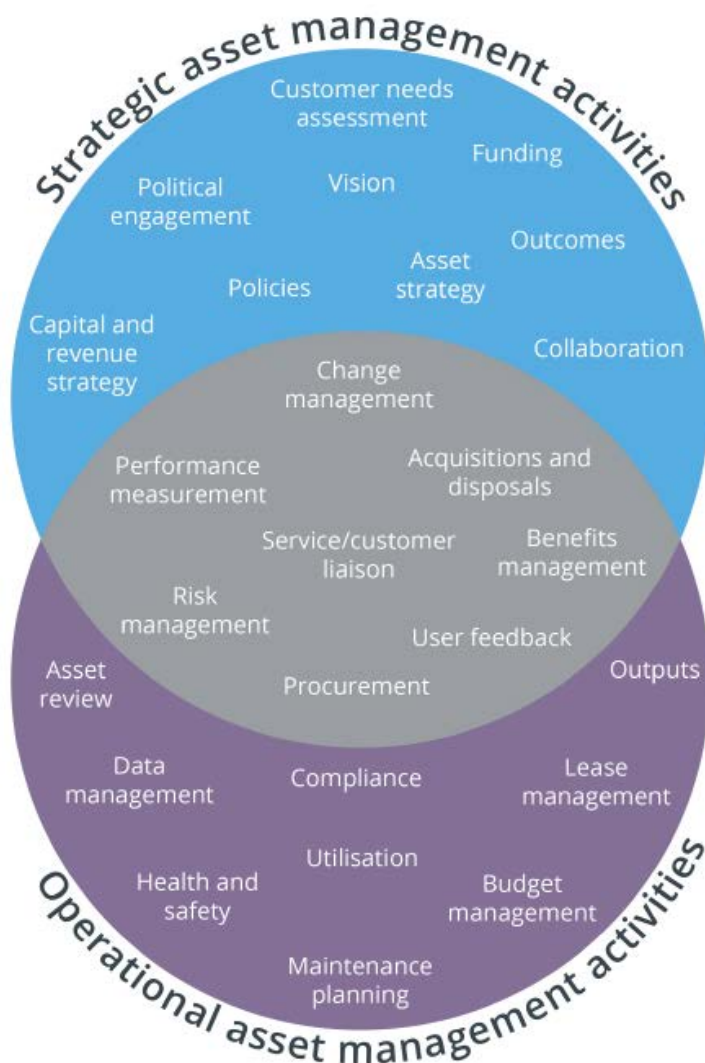 Strategic asset management activities
Customer needs
assessment
Funding
Political
engagement
Vision
Outcomes
Policies
Asset
strategy
Capital and
revenue
strategy
Collaboration
Change
management
Performance
measurement
Acquisitions and
disposals
Service/customer
liaison
Benefits
management
Risk
management
User feedback
Asset
review
Procurement
Outputs
Data
management
Compliance
Lease
management
Utilisation
Health and
safety
Budget
management
Maintenance
planning
Operational asset management activities